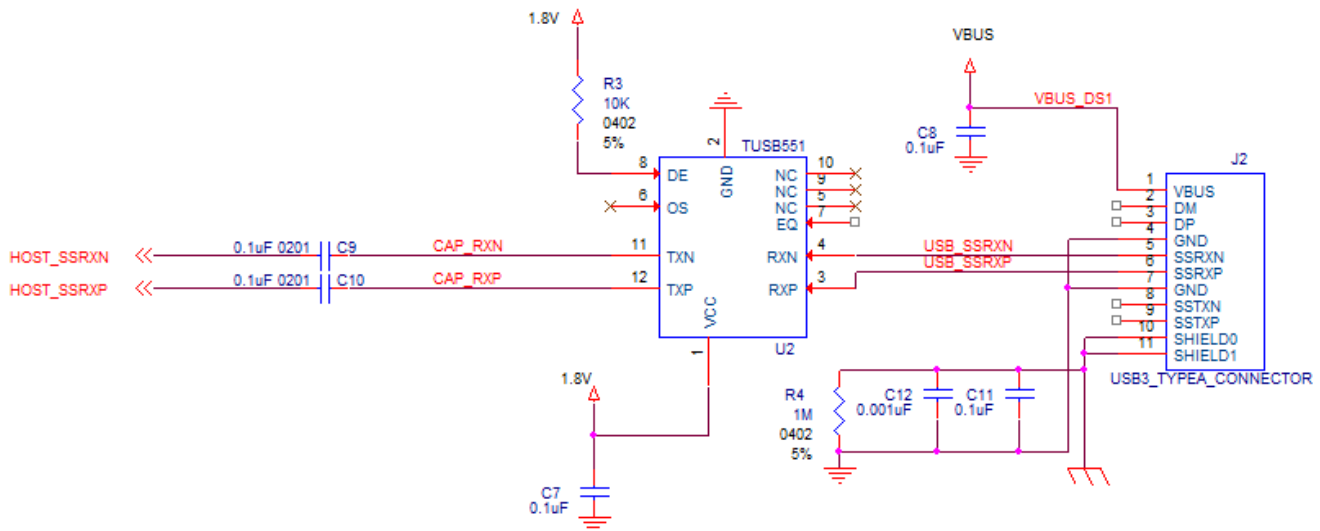 1.8V
VBUS
R3
10K
0402
5%
VBUS_DS1
C8
0.1uF
2
TUSB551
J2
8
DE
GND
10
NC
6
OS
9
NC
5
NC
7
EQ
1
VBUS
2
DM
3
DP
4
GND
HOST_SSRXN
0.1uF 0201
C9
CAP_RXN
11
TXN
RXN
4
USB_SSRXN
5
SSRXN
HOST_SSRXP
0.1uF 0201
C10
CAP_RXP
12
TXP
RXP
3
USB_SSRXP
6
SSRXP
7
GND
8
SSTXN
9
SSTXP
10
SHIELD0
11
SHIELD1
VCC
1
U2
USB3_TYPEA_CONNECTOR
1.8V
R4
1M
0402
5%
C12
0.001uF
C11
0.1uF
C7
0.1uF